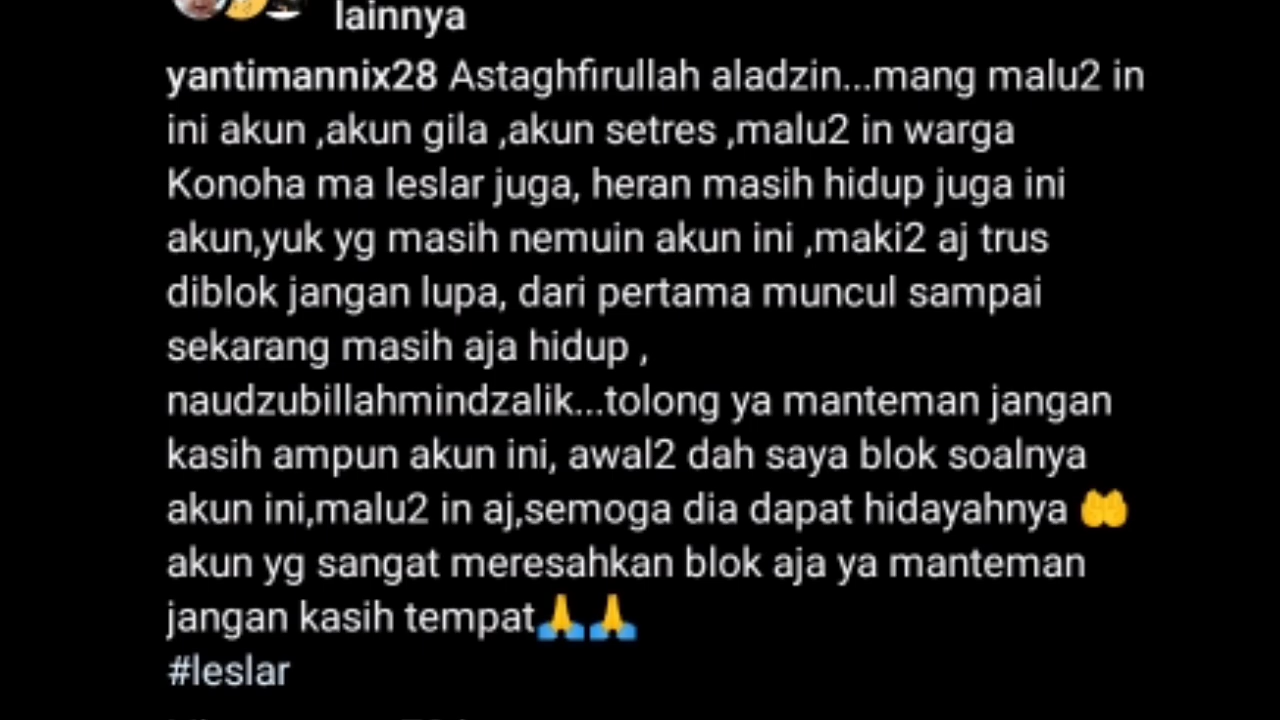 lainnya
yantimannix28 Astaghfirullah aladzin...mang malu2 in
ini akun ,akun gila ,akun setres ,malu2 in warga
Konoha ma leslar juga, heran masih hidup juga ini
akun,yuk yg masih nemuin akun ini ,maki2 aj trus
diblok jangan lupa, dari pertama muncul sampai
sekarang masih aja hidup ,
naudzubillahmindzalik...tolong ya manteman jangan
kasih ampun akun ini, awal2 dah saya blok soalnya
akun ini,malu2 in aj,semoga dia dapat hidayahnya 🤲
akun yg sangat meresahkan blok aja ya manteman
jangan kasih tempat🙏🙏
#leslar